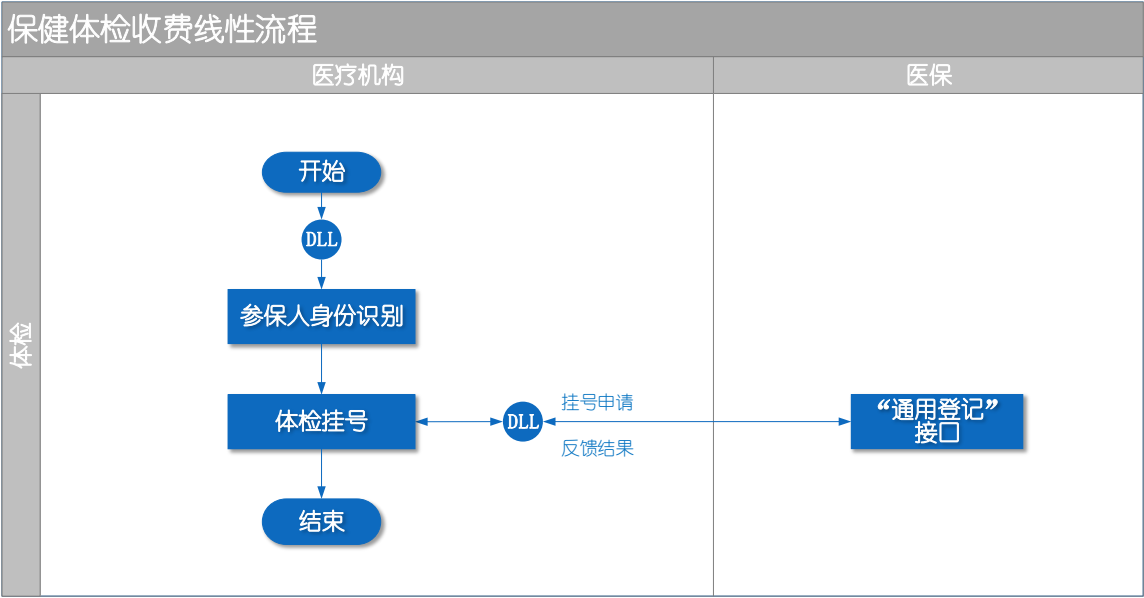 保健体检收费线性流程
医疗机构
医保
体检
开始
DLL
参保人身份识别
体检挂号
DLL
挂号申请
反馈结果
“通用登记”
接口
结束